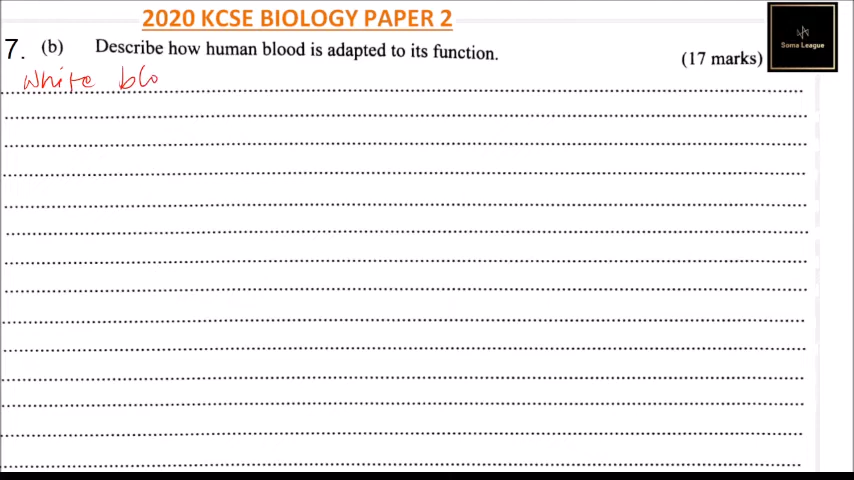 2020 KCSE BIOLOGY PAPER 2
Soma League
7. (b) Describe how human blood is adapted to its function. (17 marks)
white blo